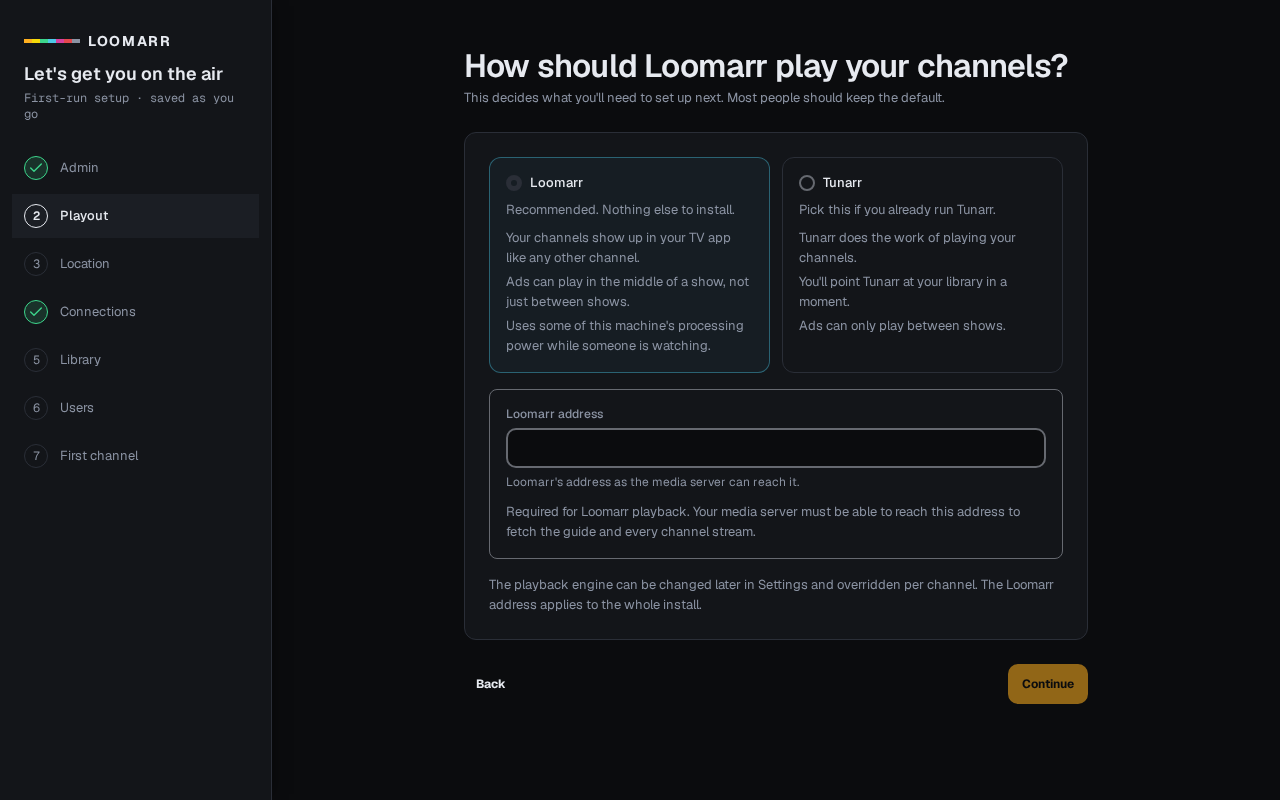 LOOMARR
Let's get you on the air
First-run setup · saved as you
go
Admin
2 Playout
3 Location
Connections
5 Library
6 Users
7 First channel
How should Loomarr play your channels?
This decides what you'll need to set up next. Most people should keep the default.
Loomarr
Recommended. Nothing else to install.
Your channels show up in your TV app
like any other channel.
Ads can play in the middle of a show, not
just between shows.
Uses some of this machine's processing
power while someone is watching.
Tunarr
Pick this if you already run Tunarr.
Tunarr does the work of playing your
channels.
You'll point Tunarr at your library in a
moment.
Ads can only play between shows.
Loomarr address
Loomarr's address as the media server can reach it.
Required for Loomarr playback. Your media server must be able to reach this address to
fetch the guide and every channel stream.
The playback engine can be changed later in Settings and overridden per channel. The Loomarr
address applies to the whole install.
Back
Continue